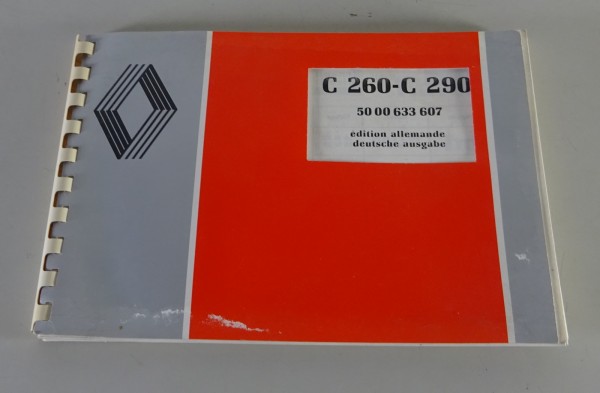 C 260-C 290
50 00 633 607
édition allemande
deutsche ausgabe